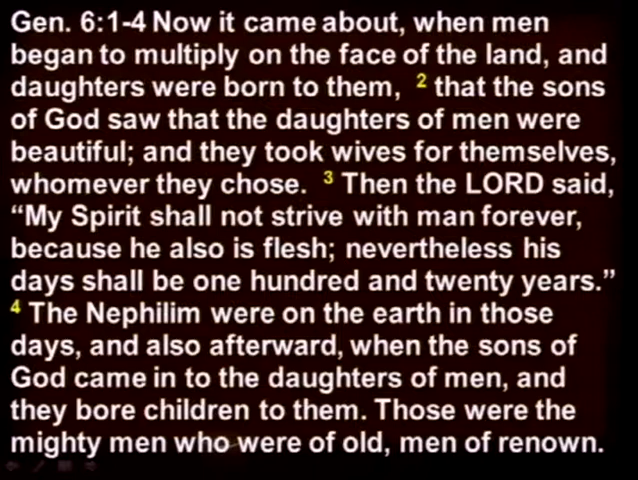 Gen. 6:1-4 Now it came about, when men
began to multiply on the face of the land, and
daughters were born to them, ² that the sons
of God saw that the daughters of men were
beautiful; and they took wives for themselves,
whomever they chose. ³ Then the LORD said,
“My Spirit shall not strive with man forever,
because he also is flesh; nevertheless his
days shall be one hundred and twenty years.”
⁴ The Nephilim were on the earth in those
days, and also afterward, when the sons of
God came in to the daughters of men, and
they bore children to them. Those were the
mighty men who were of old, men of renown.